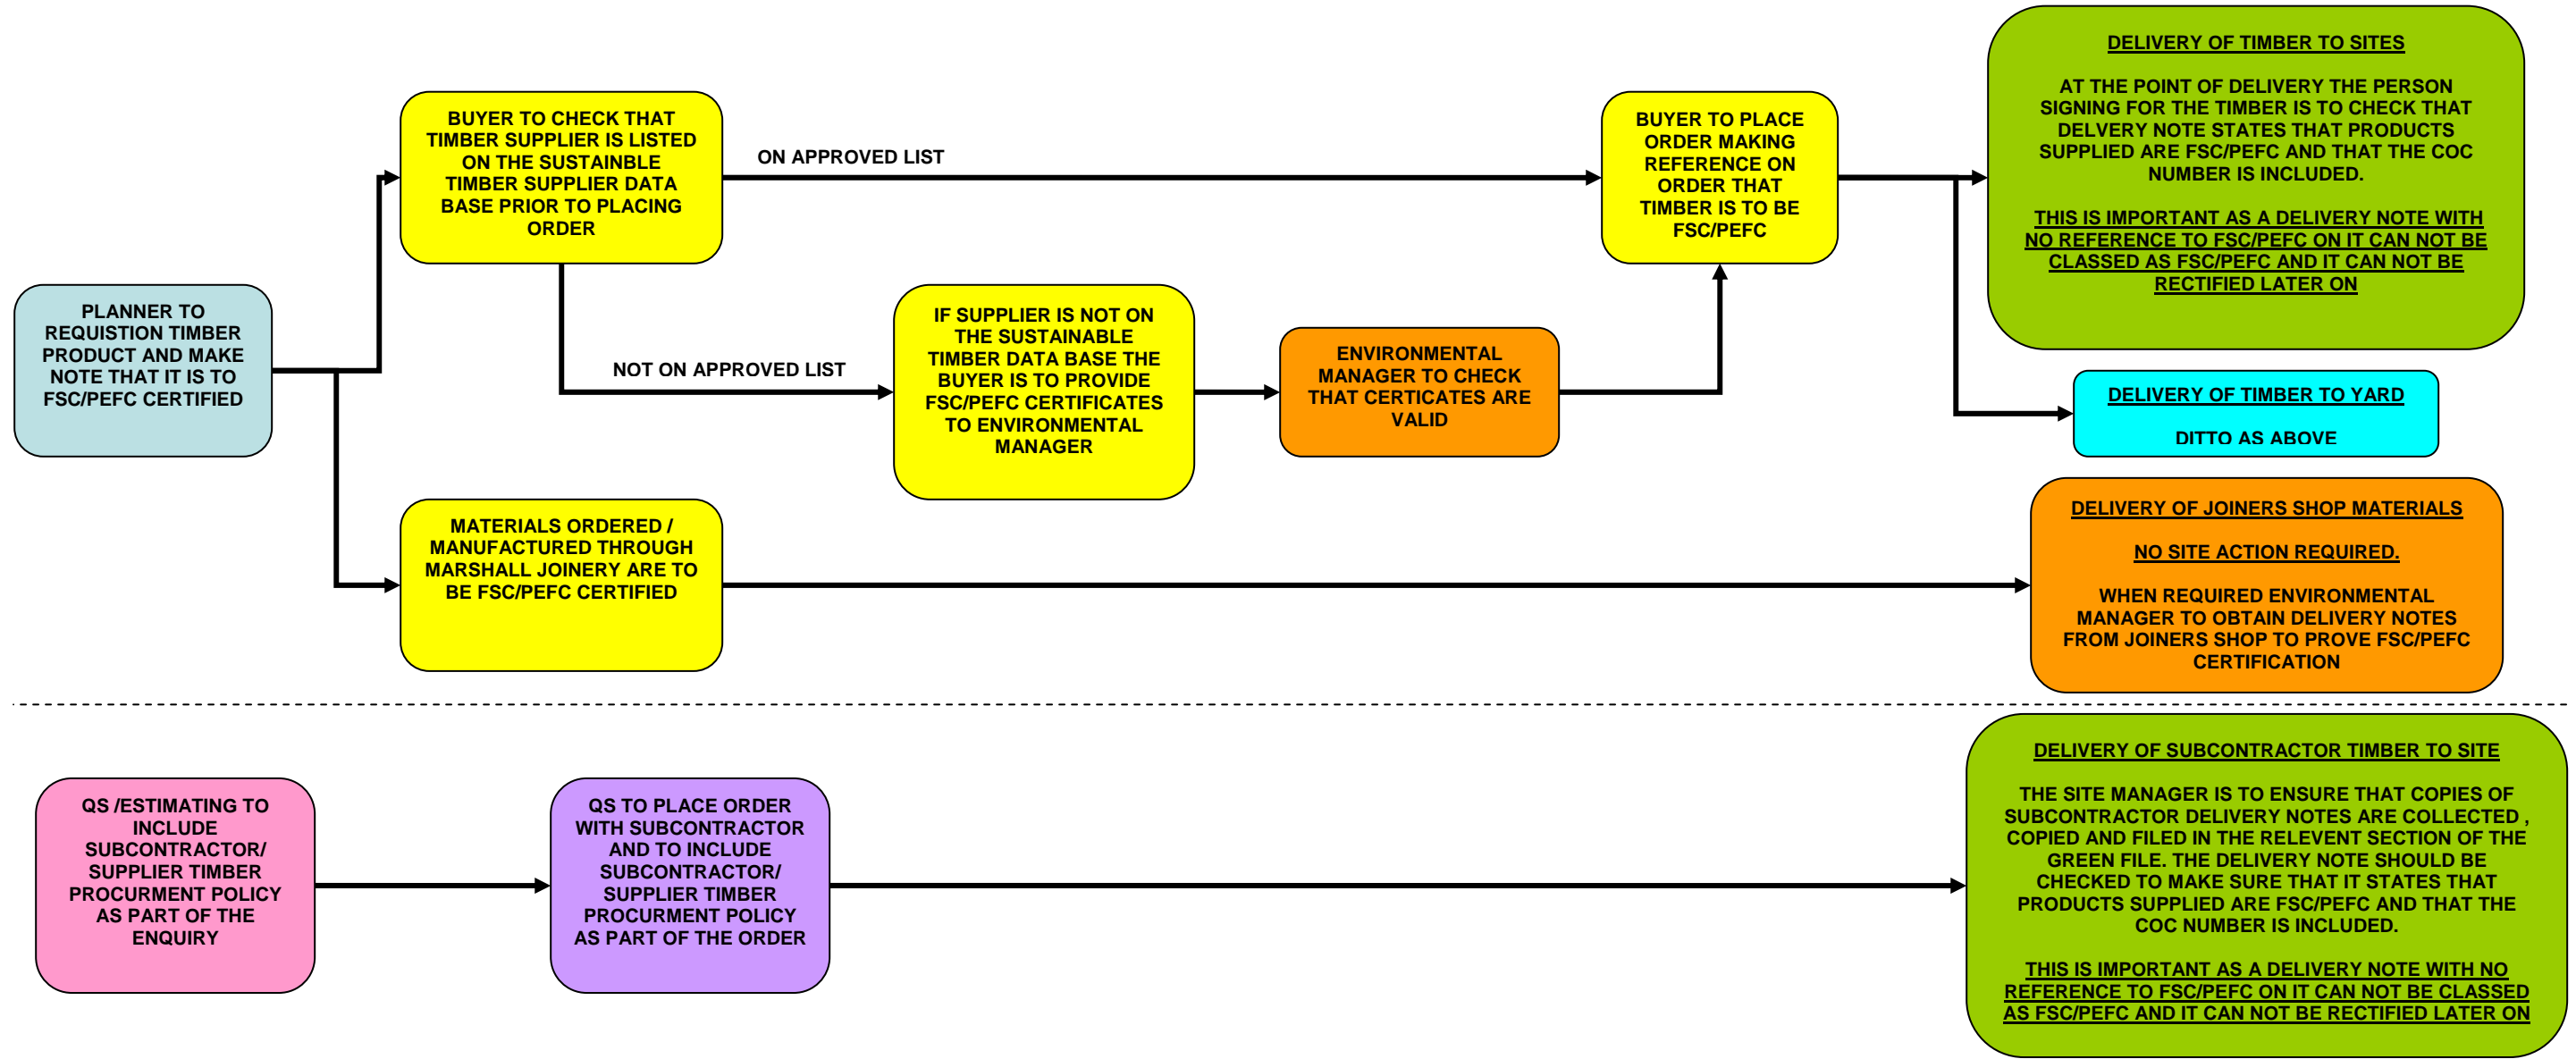 PLANNER TO
REQUISTION TIMBER
PRODUCT AND MAKE
NOTE THAT IT IS TO
FSC/PEFC CERTIFIED
BUYER TO CHECK THAT
TIMBER SUPPLIER IS LISTED
ON THE SUSTAINBLE
TIMBER SUPPLIER DATA
BASE PRIOR TO PLACING
ORDER
ON APPROVED LIST
NOT ON APPROVED LIST
IF SUPPLIER IS NOT ON
THE SUSTAINABLE
TIMBER DATA BASE THE
BUYER IS TO PROVIDE
FSC/PEFC CERTIFICATES
TO ENVIRONMENTAL
MANAGER
ENVIRONMENTAL
MANAGER TO CHECK
THAT CERTICATES ARE
VALID
BUYER TO PLACE
ORDER MAKING
REFERENCE ON
ORDER THAT
TIMBER IS TO BE
FSC/PEFC
DELIVERY OF TIMBER TO SITES
AT THE POINT OF DELIVERY THE PERSON
SIGNING FOR THE TIMBER IS TO CHECK THAT
DELVERY NOTE STATES THAT PRODUCTS
SUPPLIED ARE FSC/PEFC AND THAT THE COC
NUMBER IS INCLUDED.
THIS IS IMPORTANT AS A DELIVERY NOTE WITH
NO REFERENCE TO FSC/PEFC ON IT CAN NOT BE
CLASSED AS FSC/PEFC AND IT CAN NOT BE
RECTIFIED LATER ON
DELIVERY OF TIMBER TO YARD
DITTO AS ABOVE
MATERIALS ORDERED /
MANUFACTURED THROUGH
MARSHALL JOINERY ARE TO
BE FSC/PEFC CERTIFIED
DELIVERY OF JOINERS SHOP MATERIALS
NO SITE ACTION REQUIRED.
WHEN REQUIRED ENVIRONMENTAL
MANAGER TO OBTAIN DELIVERY NOTES
FROM JOINERS SHOP TO PROVE FSC/PEFC
CERTIFICATION
QS /ESTIMATING TO
INCLUDE
SUBCONTRACTOR/
SUPPLIER TIMBER
PROCURMENT POLICY
AS PART OF THE
ENQUIRY
QS TO PLACE ORDER
WITH SUBCONTRACTOR
AND TO INCLUDE
SUBCONTRACTOR/
SUPPLIER TIMBER
PROCURMENT POLICY
AS PART OF THE ORDER
DELIVERY OF SUBCONTRACTOR TIMBER TO SITE
THE SITE MANAGER IS TO ENSURE THAT COPIES OF
SUBCONTRACTOR DELIVERY NOTES ARE COLLECTED ,
COPIED AND FILED IN THE RELEVENT SECTION OF THE
GREEN FILE. THE DELIVERY NOTE SHOULD BE
CHECKED TO MAKE SURE THAT IT STATES THAT
PRODUCTS SUPPLIED ARE FSC/PEFC AND THAT THE
COC NUMBER IS INCLUDED.
THIS IS IMPORTANT AS A DELIVERY NOTE WITH NO
REFERENCE TO FSC/PEFC ON IT CAN NOT BE CLASSED
AS FSC/PEFC AND IT CAN NOT BE RECTIFIED LATER ON